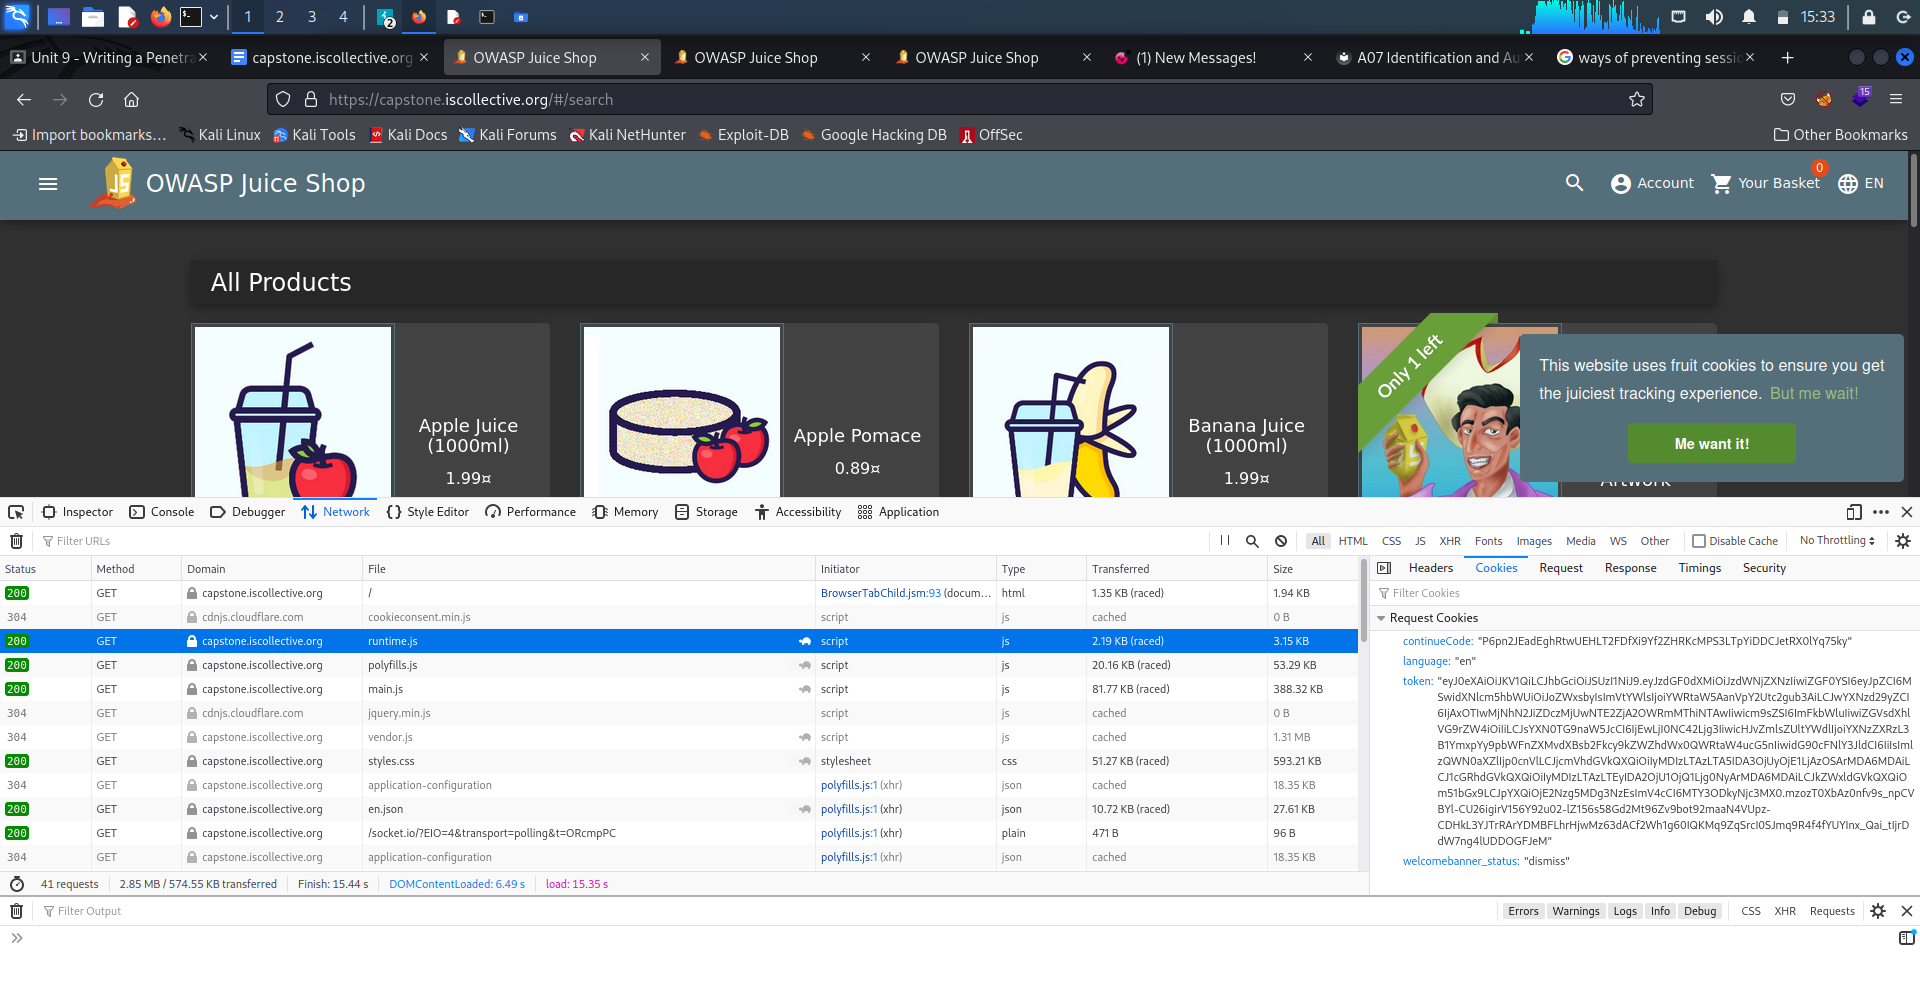 1 2 3 4 2 15:33
Unit 9 - Writing a Penetra capstone.iscollective.org OWASP Juice Shop OWASP Juice Shop OWASP Juice Shop (1) New Messages! A07 Identification and Au ways of preventing sessi
https://capstone.iscollective.org/#/search 15
Import bookmarks... Kali Linux Kali Tools Kali Docs Kali Forums Kali NetHunter Exploit-DB Google Hacking DB OffSec Other Bookmarks
JS OWASP Juice Shop Account Your Basket 0 EN
All Products
Apple Juice (1000ml)
1.99¤
Apple Pomace
0.89¤
Banana Juice (1000ml)
1.99¤
Only 1 left
Artwork
This website uses fruit cookies to ensure you get
the juiciest tracking experience. But me wait!
Me want it!
Inspector Console Debugger Network Style Editor Performance Memory Storage Accessibility Application
Filter URLs All HTML CSS JS XHR Fonts Images Media WS Other Disable Cache No Throttling
Status Method Domain File Initiator Type Transferred Size
200 GET capstone.iscollective.org / BrowserTabChild.jsm:93 (docum... html 1.35 KB (raced) 1.94 KB
304 GET cdnjs.cloudflare.com cookieconsent.min.js script js cached 0 B
200 GET capstone.iscollective.org runtime.js script js 2.19 KB (raced) 3.15 KB
200 GET capstone.iscollective.org polyfills.js script js 20.16 KB (raced) 53.29 KB
200 GET capstone.iscollective.org main.js script js 81.77 KB (raced) 388.32 KB
304 GET cdnjs.cloudflare.com jquery.min.js script js cached 0 B
304 GET capstone.iscollective.org vendor.js script js cached 1.31 MB
200 GET capstone.iscollective.org styles.css stylesheet css 51.27 KB (raced) 593.21 KB
304 GET capstone.iscollective.org application-configuration polyfills.js:1 (xhr) json cached 18.35 KB
200 GET capstone.iscollective.org en.json polyfills.js:1 (xhr) json 10.72 KB (raced) 27.61 KB
200 GET capstone.iscollective.org /socket.io/?EIO=4&transport=polling&t=ORcmpPC polyfills.js:1 (xhr) plain 471 B 96 B
304 GET capstone.iscollective.org application-configuration polyfills.js:1 (xhr) json cached 18.35 KB
41 requests 2.85 MB / 574.55 KB transferred Finish: 15.44 s DOMContentLoaded: 6.49 s load: 15.35 s
Headers Cookies Request Response Timings Security
Filter Cookies
Request Cookies
continueCode: "P6pn2JEadEghRtwUEHLT2FDfXi9Yf2ZHRKcMPS3LTpYiDDCJetRX0lYq75ky"
language: "en"
token:
welcomebanner_status: "dismiss"
Filter Output Errors Warnings Logs Info Debug CSS XHR Requests